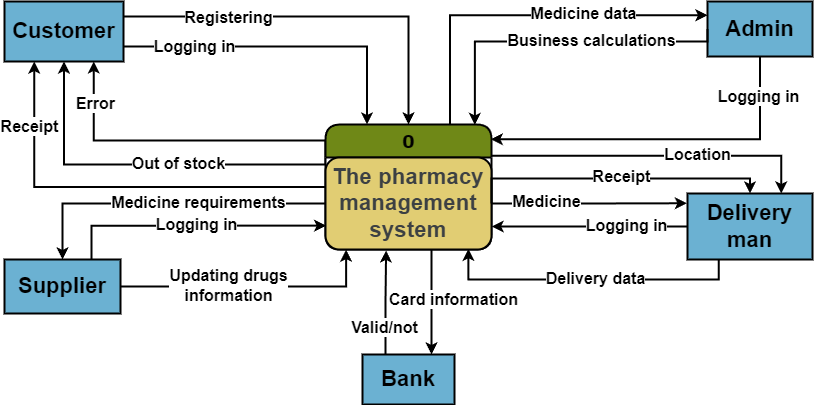 Customer
Registering
Medicine data
Admin
Logging in
Business calculations
Error
Logging in
Receipt
0
Out of stock
Location
The pharmacy
management
system
Receipt
Medicine requirements
Medicine
Delivery
man
Logging in
Logging in
Supplier
Updating drugs
information
Delivery data
Card information
Valid/not
Bank